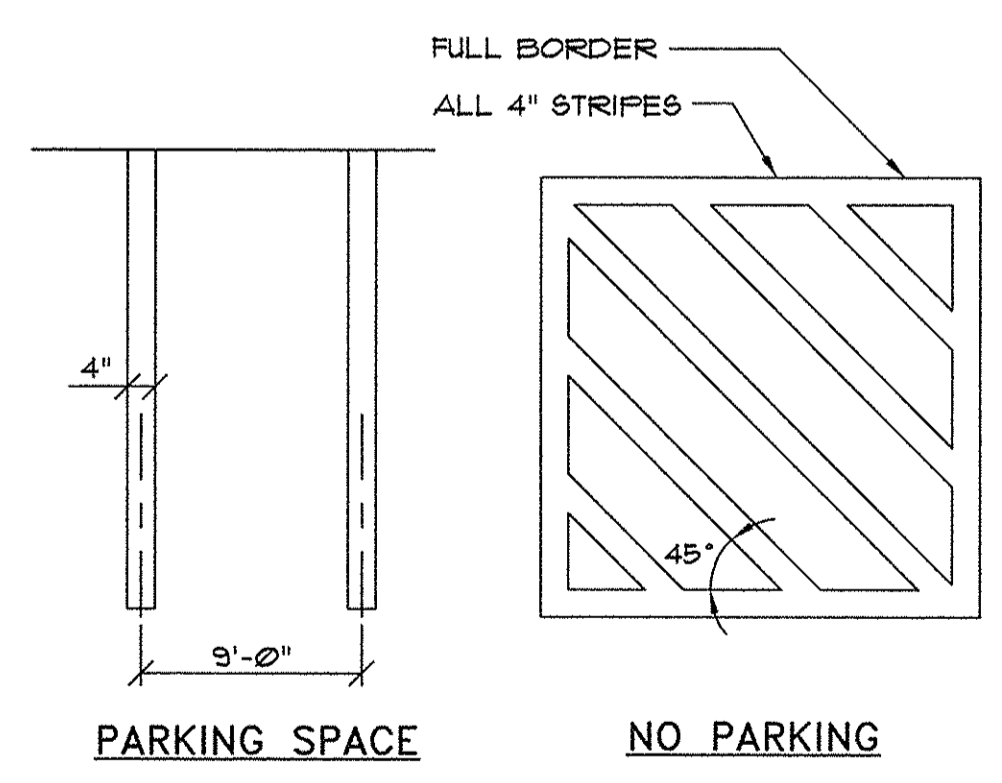 FULL BORDER
ALL 4" STRIPES
4"
45°
9'-0"
PARKING SPACE
NO PARKING